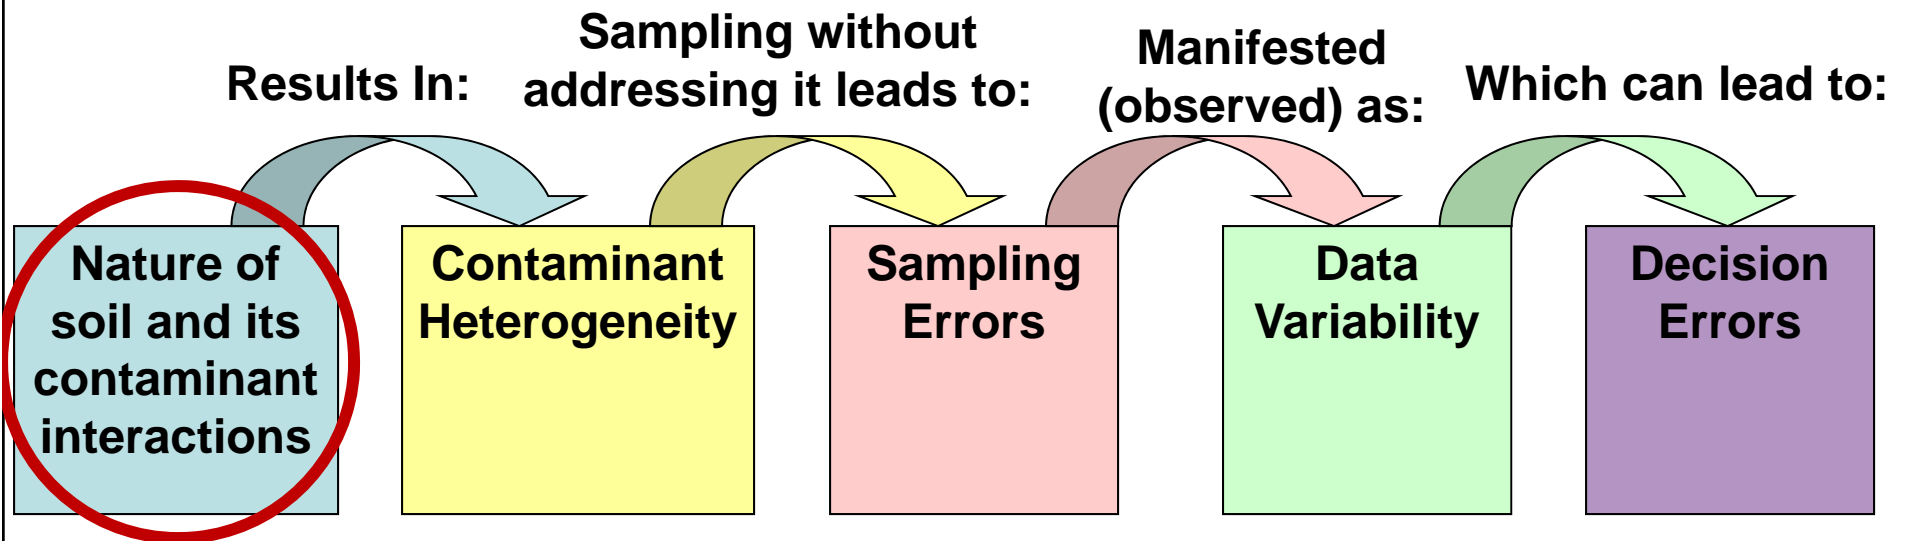 Results In:
Sampling without
addressing it leads to:
Manifested
(observed) as:
Which can lead to:
Nature of
soil and its
contaminant
interactions
Contaminant
Heterogeneity
Sampling
Errors
Data
Variability
Decision
Errors